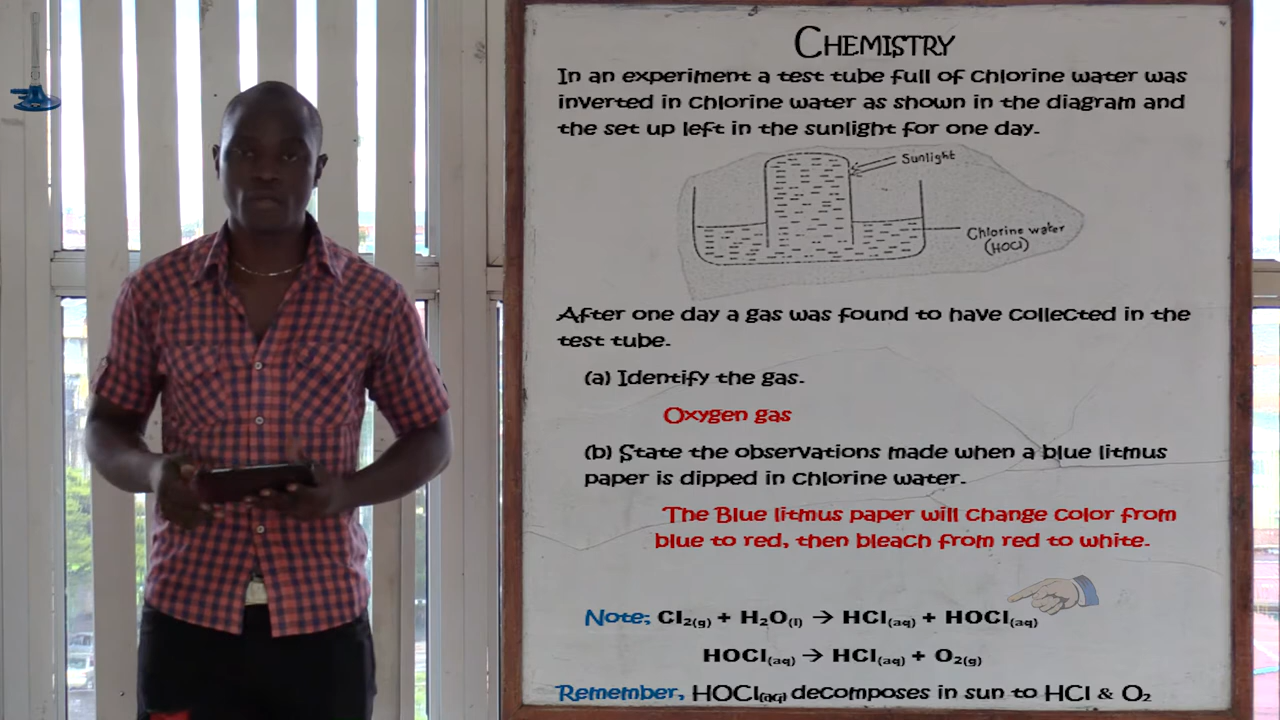 Chemistry
In an experiment a test tube full of Chlorine water was
inverted in Chlorine water as shown in the diagram and
the set up left in the sunlight for one day.
Sunlight
Chlorine water
(HOCl)
After one day a gas was found to have collected in the
test tube.
(a) Identify the gas.
Oxygen gas
(b) State the observations made when a blue litmus
paper is dipped in Chlorine water.
The Blue litmus paper will change color from
blue to red, then bleach from red to white.
Note; Cl₂(g) + H₂O(l) → HCl(aq) + HOCl(aq)
HOCl(aq) → HCl(aq) + O₂(g)
Remember, HOCl(aq) decomposes in sun to HCl & O₂